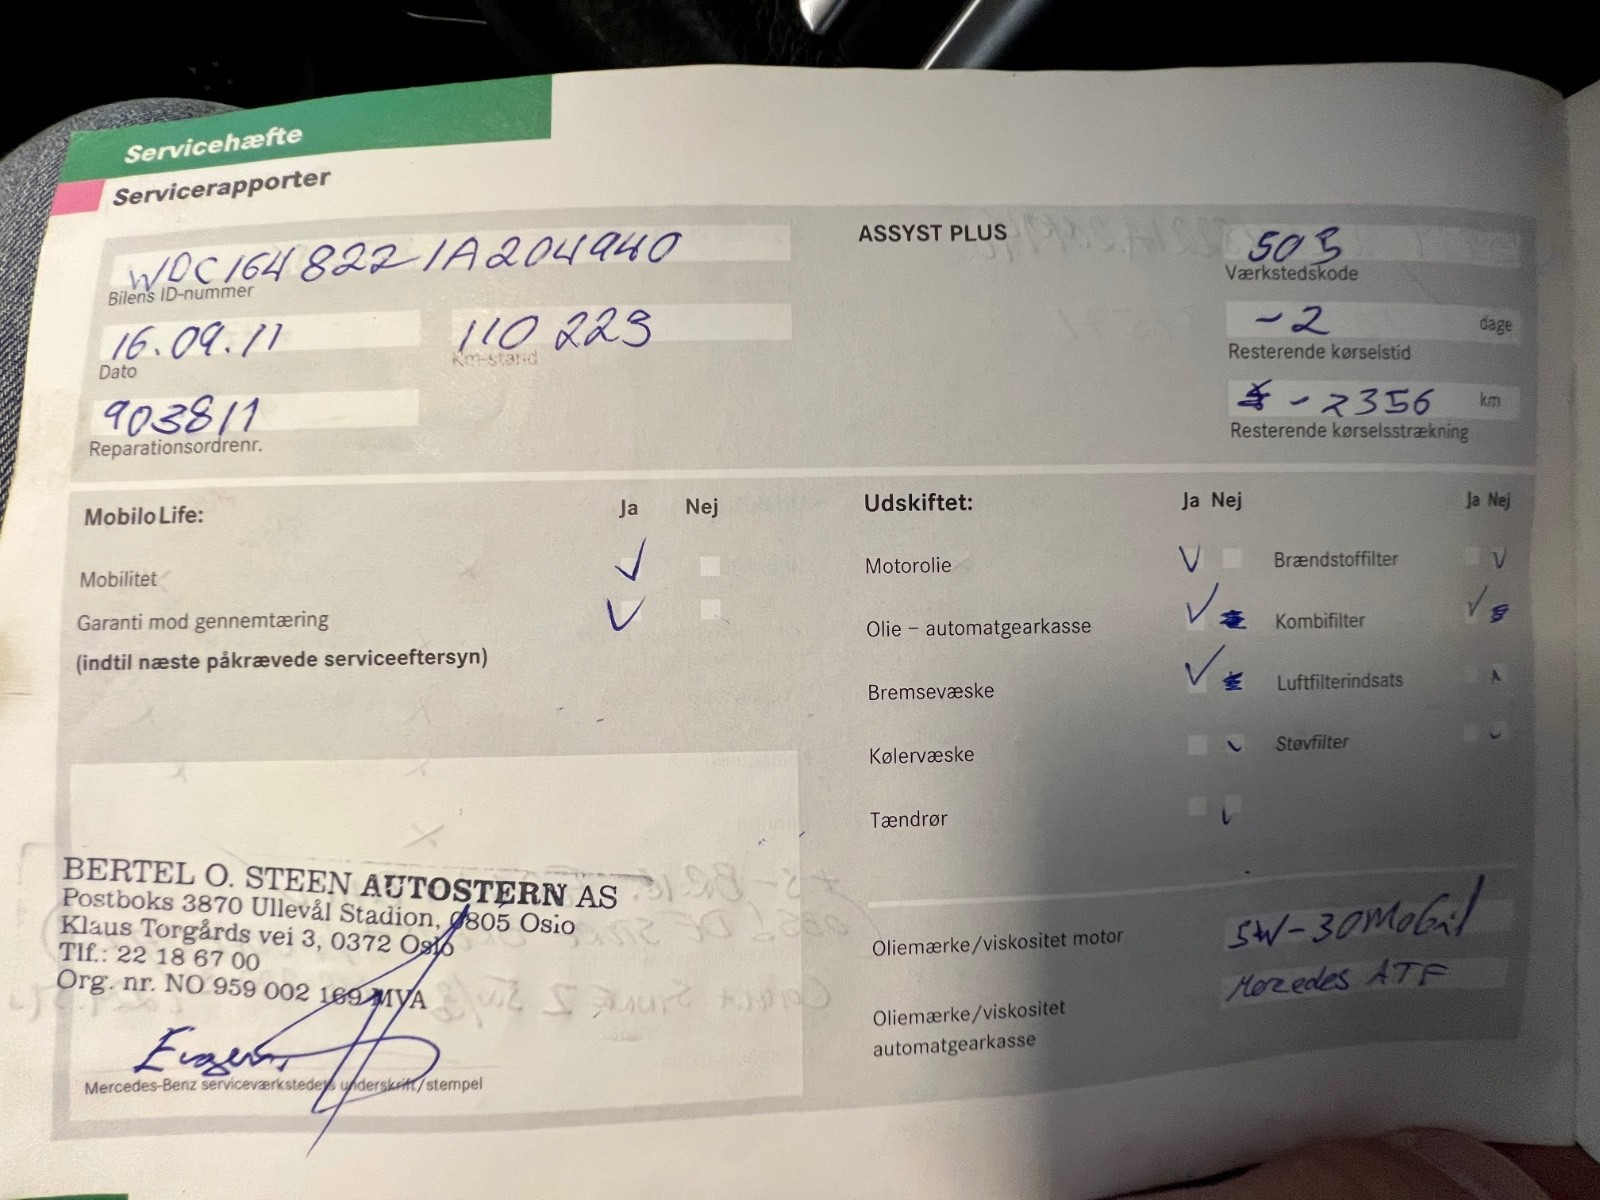 Servicehæfte
Servicerapporter
WDC1648221A204940
Bilens ID-nummer
16.09.11
Dato
110 223
Km-stand
903811
Reparationsordrenr.
ASSYST PLUS
503
Værkstedskode
-2 dage
Resterende kørselstid
-2356 km
Resterende kørselsstrækning
MobiloLife: Ja Nej
Mobilitet
Garanti mod gennemtæring
(indtil næste påkrævede serviceeftersyn)
BERTEL O. STEEN AUTOSTERN AS
Postboks 3870 Ullevål Stadion, 0805 Oslo
Klaus Torgårds vei 3, 0372 Oslo
Tlf.: 22 18 67 00
Org. nr. NO 959 002 169 MVA
Mercedes-Benz serviceværkstedets underskrift/stempel
Udskiftet: Ja Nej Ja Nej
Motorolie Brændstoffilter
Olie – automatgearkasse Kombifilter
Bremsevæske Luftfilterindsats
Kølervæske Støvfilter
Tændrør
Oliemærke/viskositet motor 5W-30 Mobil
Oliemærke/viskositet Mercedes ATF
automatgearkasse